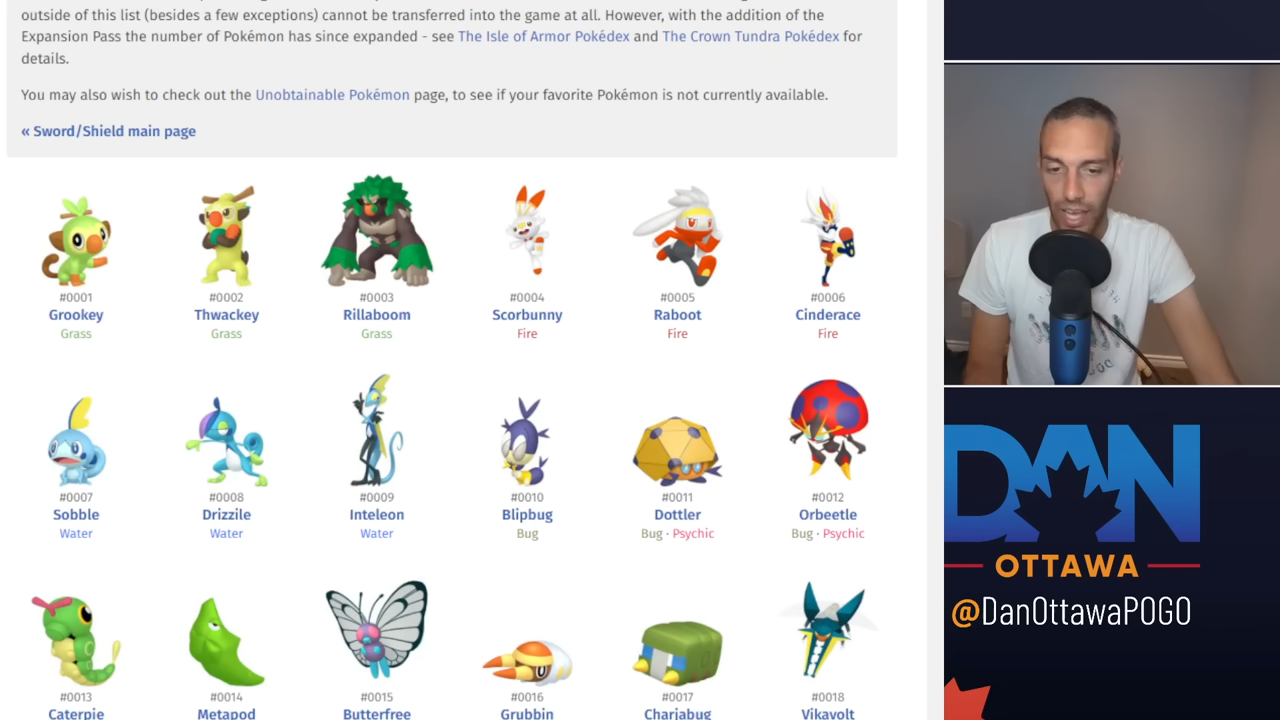 outside of this list (besides a few exceptions) cannot be transferred into the game at all. However, with the addition of the
Expansion Pass the number of Pokémon has since expanded - see The Isle of Armor Pokédex and The Crown Tundra Pokédex for
details.
You may also wish to check out the Unobtainable Pokémon page, to see if your favorite Pokémon is not currently available.
« Sword/Shield main page
#0001 #0002 #0003 #0004 #0005 #0006
Grookey Thwackey Rillaboom Scorbunny Raboot Cinderace
Grass Grass Grass Fire Fire Fire
#0007 #0008 #0009 #0010 #0011 #0012
Sobble Drizzile Inteleon Blipbug Dottler Orbeetle
Water Water Water Bug Bug · Psychic Bug · Psychic
#0013 #0014 #0015 #0016 #0017 #0018
Caterpie Metapod Butterfree Grubbin Charjabug Vikavolt
DAN
OTTAWA
@DanOttawaPOGO